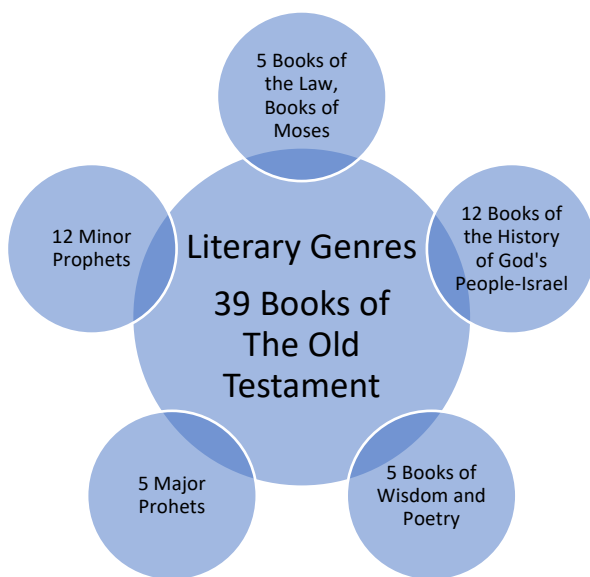 5 Books of
the Law,
Books of
Moses
12 Minor
Prophets
Literary Genres
39 Books of
The Old
Testament
12 Books of
the History
of God's
People-Israel
5 Major
Prohets
5 Books of
Wisdom and
Poetry